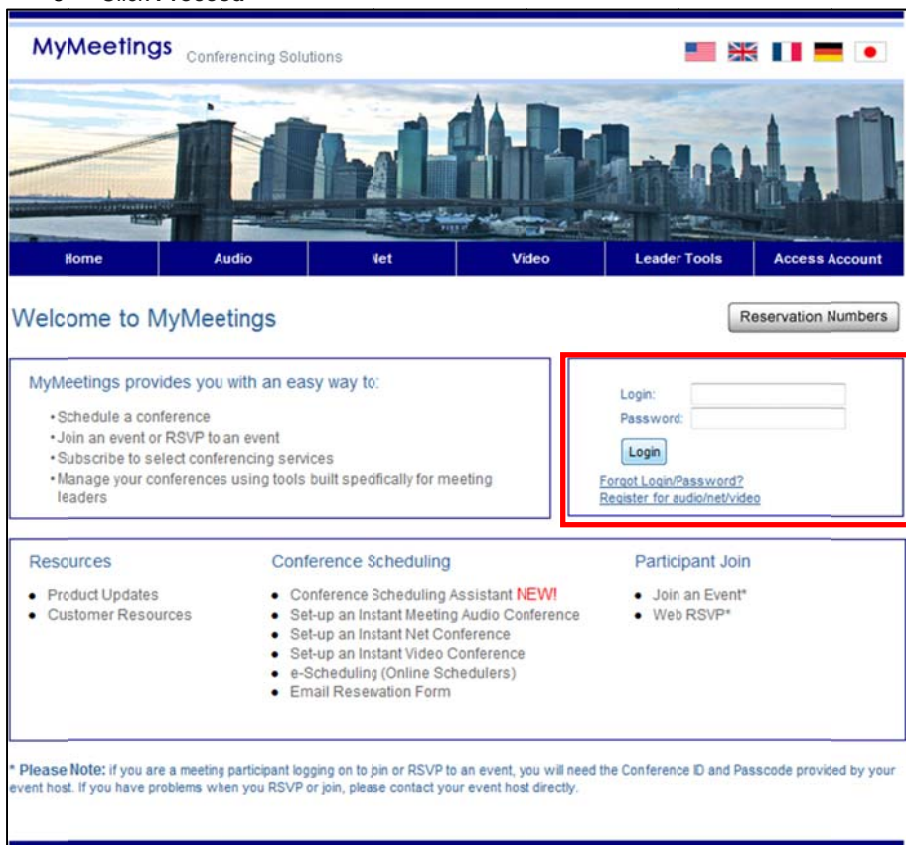 MyMeetings Conferencing Solutions
Home Audio Net Video Leader Tools Access Account
Welcome to MyMeetings
Reservation Numbers
MyMeetings provides you with an easy way to:
• Schedule a conference
• Join an event or RSVP to an event
• Subscribe to select conferencing services
• Manage your conferences using tools built specifically for meeting
leaders
Login:
Password:
Login
Forgot Login/Password?
Register for audio/net/video
Resources
• Product Updates
• Customer Resources
Conference Scheduling
• Conference Scheduling Assistant NEW!
• Set-up an Instant Meeting Audio Conference
• Set-up an Instant Net Conference
• Set-up an Instant Video Conference
• e-Scheduling (Online Schedulers)
• Email Reservation Form
Participant Join
• Join an Event*
• Web RSVP*
* Please Note: if you are a meeting participant logging on to join or RSVP to an event, you will need the Conference ID and Passcode provided by your
event host. If you have problems when you RSVP or join, please contact your event host directly.